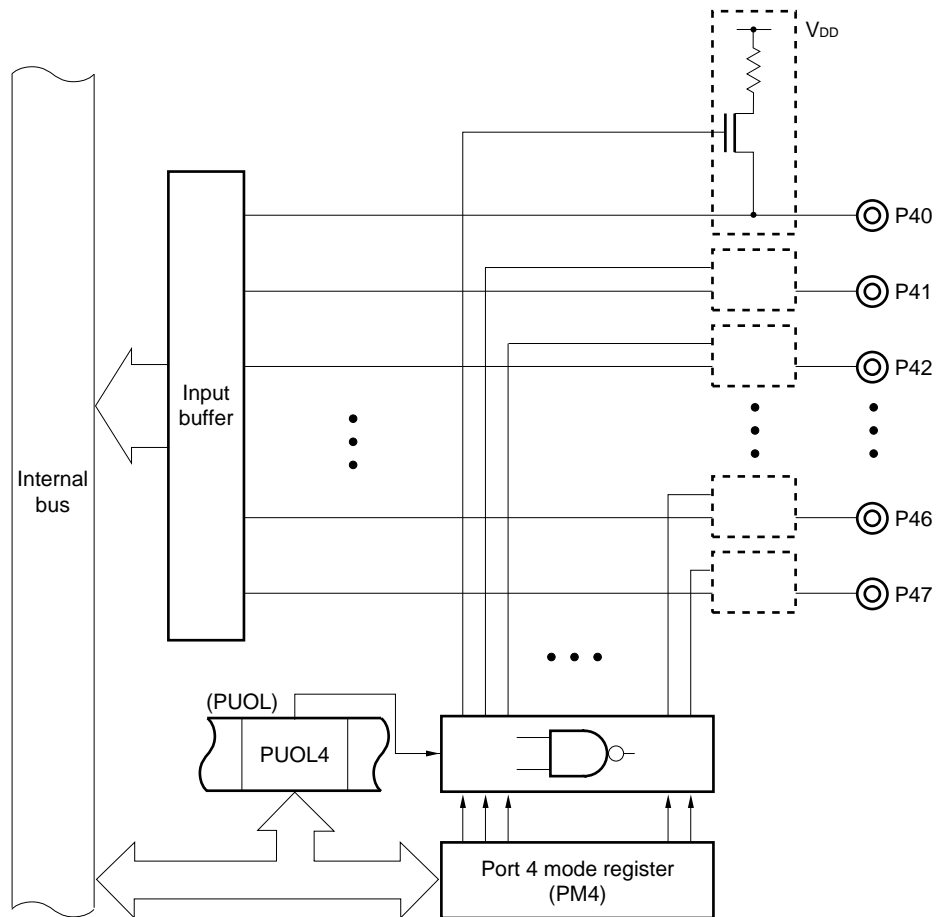 VDD
P40
P41
P42
Input
buffer
Internal
bus
P46
P47
(PUOL)
PUOL4
Port 4 mode register
(PM4)